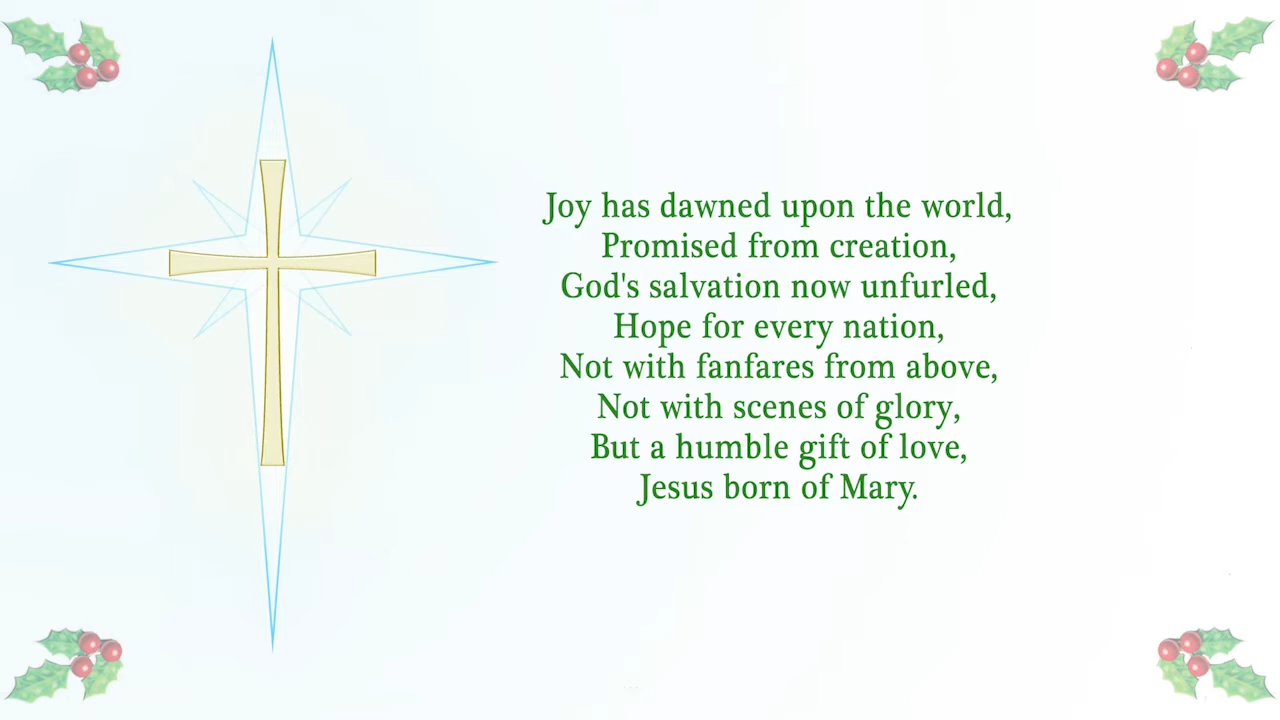 Joy has dawned upon the world,
Promised from creation,
God's salvation now unfurled,
Hope for every nation,
Not with fanfares from above,
Not with scenes of glory,
But a humble gift of love,
Jesus born of Mary.